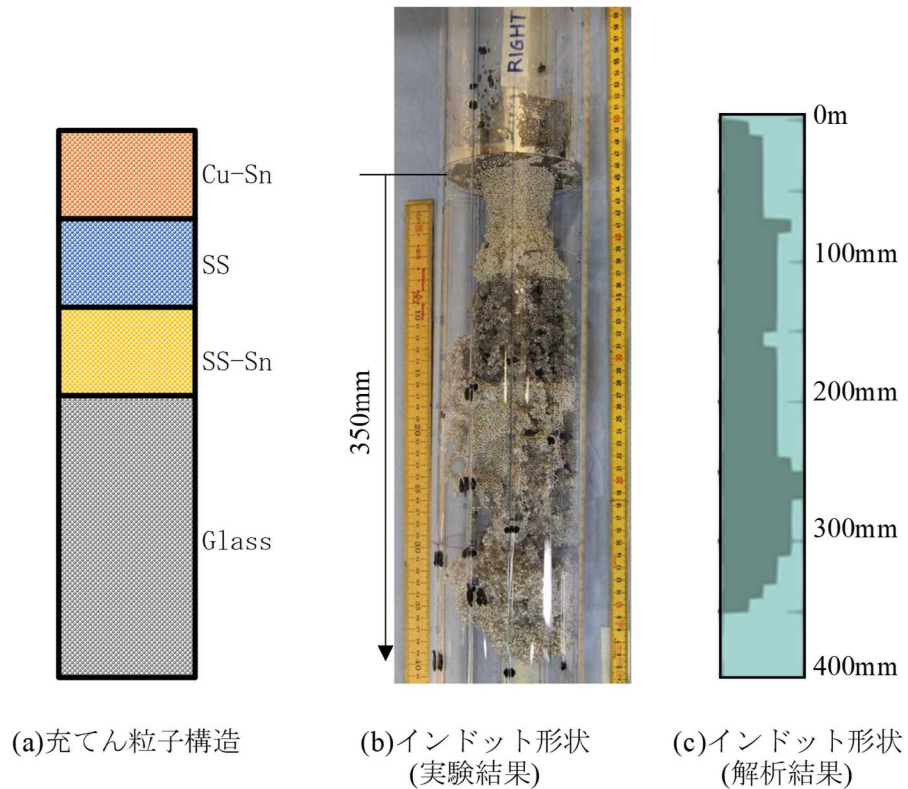 Cu-Sn
SS
SS-Sn
Glass
RIGHT
350mm
0m
100mm
200mm
300mm
400mm
(a)充てん粒子構造
(b)インドット形状
(実験結果)
(c)インドット形状
(解析結果)